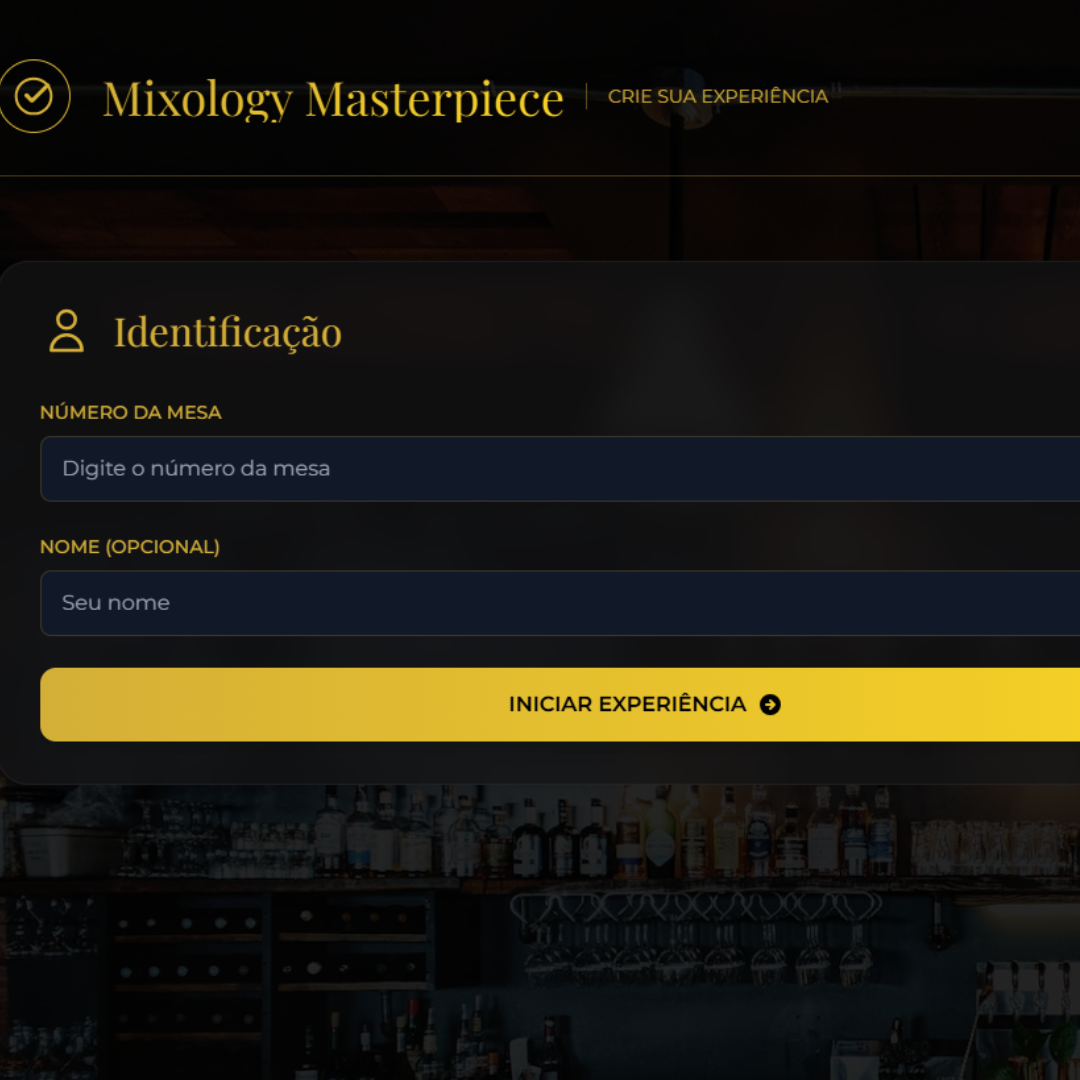 Mixology Masterpiece
CRIE SUA EXPERIÊNCIA
Identificação
NÚMERO DA MESA
Digite o número da mesa
NOME (OPCIONAL)
Seu nome
INICIAR EXPERIÊNCIA